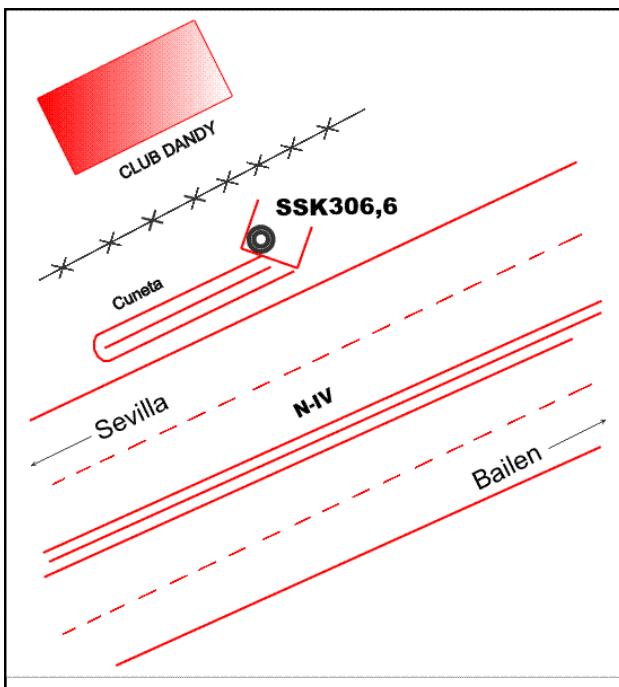 CLUB DANDY
SSK306,6
Cuneta
N-IV
Sevilla
Bailen